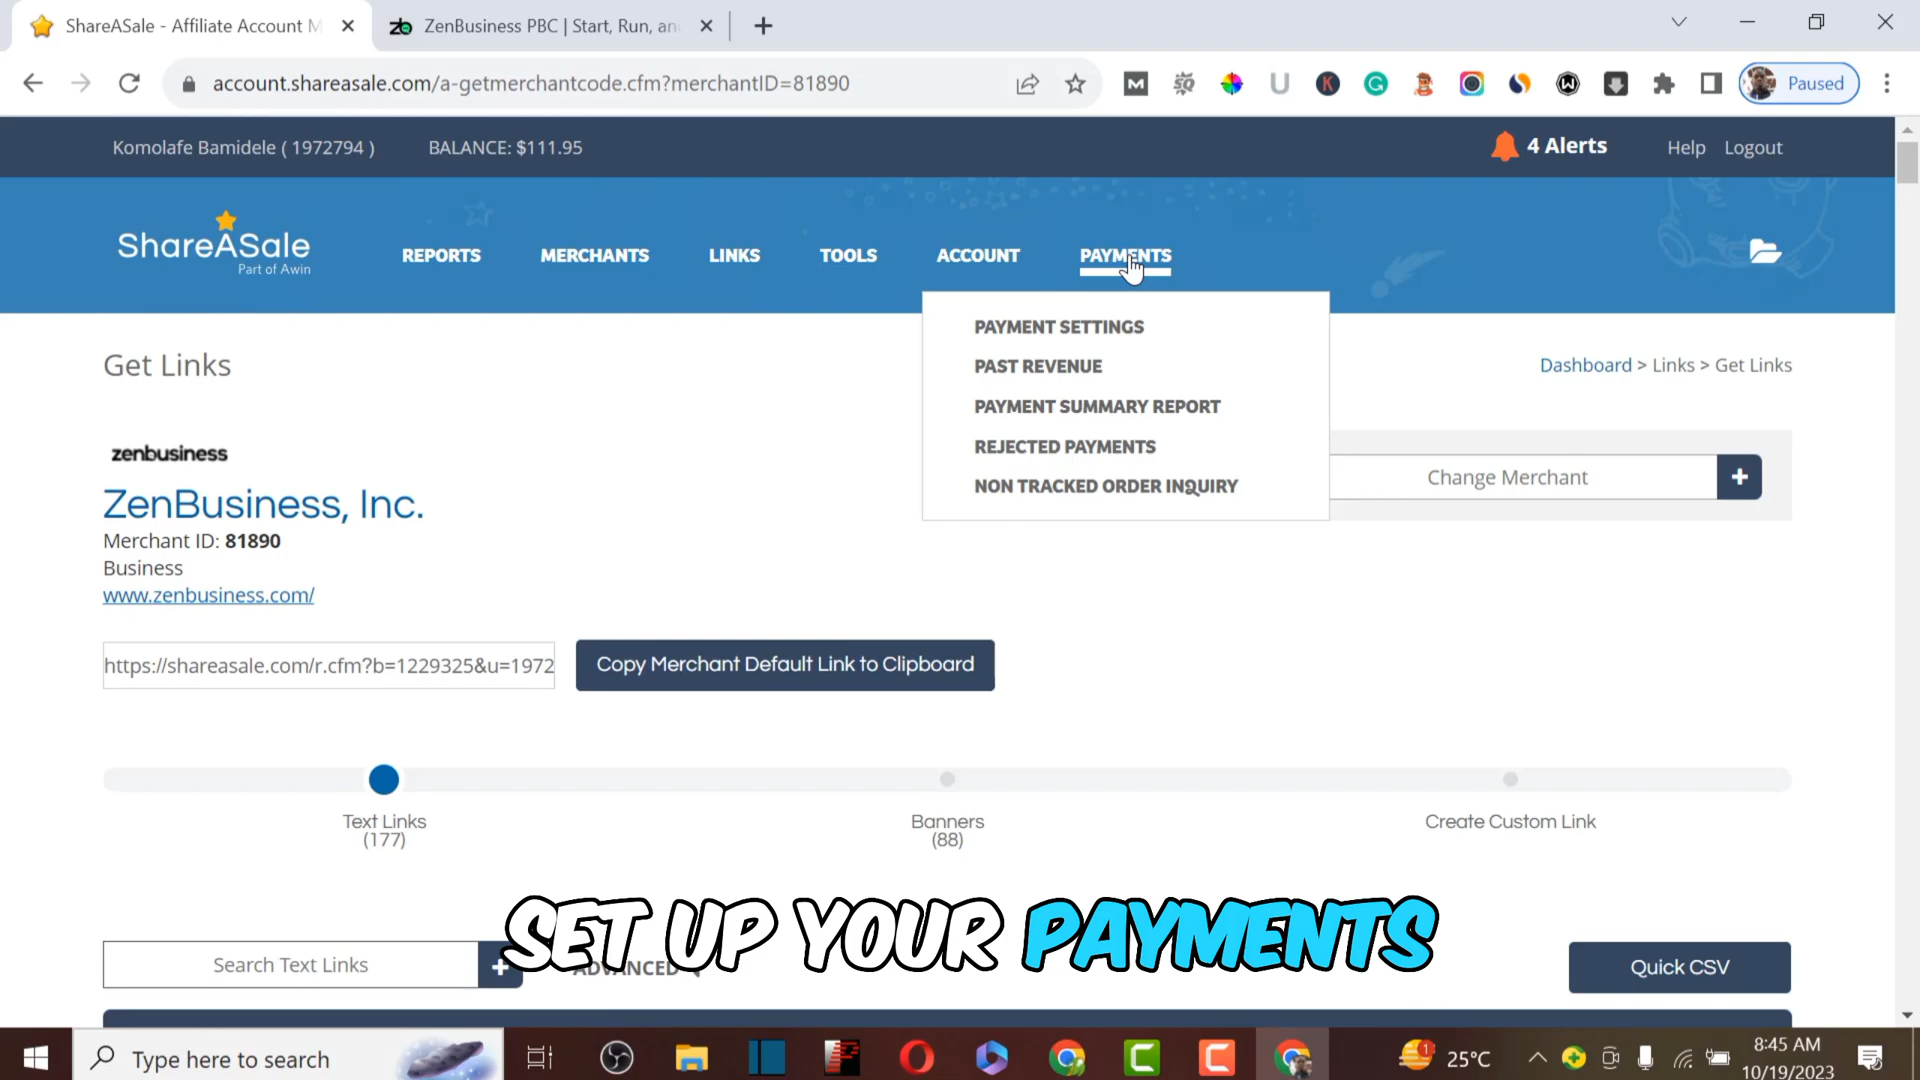 ShareASale - Affiliate Account M
ZenBusiness PBC | Start, Run, an
account.shareasale.com/a-getmerchantcode.cfm?merchantID=81890
Paused
Komolafe Bamidele ( 1972794 )
BALANCE: $111.95
4 Alerts
Help
Logout
ShareASale
Part of Awin
REPORTS
MERCHANTS
LINKS
TOOLS
ACCOUNT
PAYMENTS
PAYMENT SETTINGS
PAST REVENUE
PAYMENT SUMMARY REPORT
REJECTED PAYMENTS
NON TRACKED ORDER INQUIRY
Get Links
Dashboard > Links > Get Links
zenbusiness
ZenBusiness, Inc.
Merchant ID: 81890
Business
www.zenbusiness.com/
Change Merchant
https://shareasale.com/r.cfm?b=1229325&u=1972
Copy Merchant Default Link to Clipboard
Text Links
(177)
Banners
(88)
Create Custom Link
SET UP YOUR PAYMENTS
Search Text Links
ADVANCED
Quick CSV
Type here to search
25°C
8:45 AM
10/19/2023